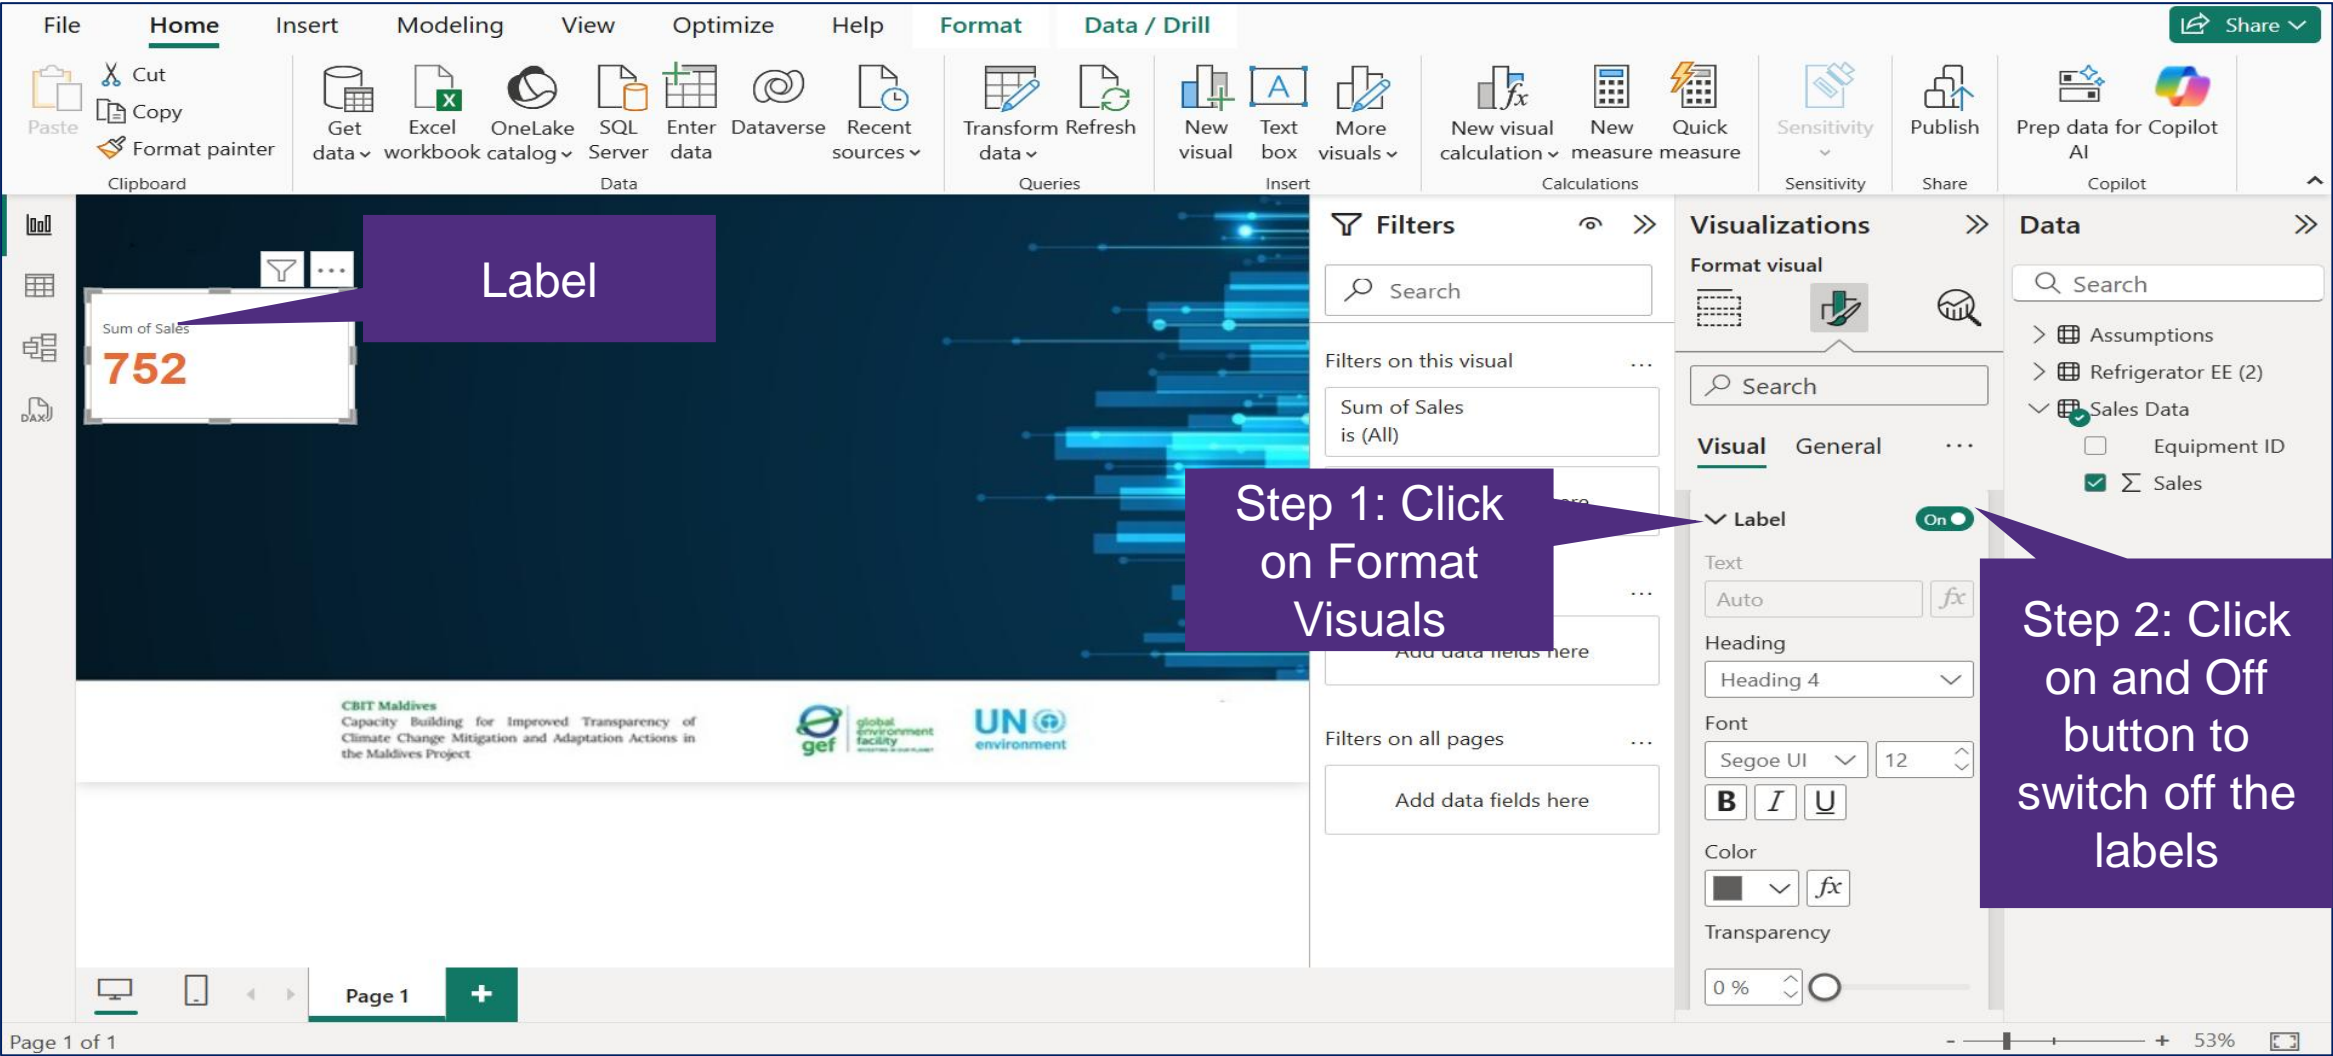 File Home Insert Modeling View Optimize Help Format Data / Drill Share
Paste
Cut
Copy
Format painter
Clipboard
Get data
Excel workbook
OneLake catalog
SQL Server
Enter data
Dataverse
Recent sources
Data
Transform data
Refresh
Queries
New visual
Text box
More visuals
Insert
New visual calculation
New measure
Quick measure
Calculations
Sensitivity
Sensitivity
Publish
Share
Prep data for AI
Copilot
Copilot
DAX
Label
Sum of Sales
752
CBIT Maldives
Capacity Building for Improved Transparency of
Climate Change Mitigation and Adaptation Actions in
the Maldives Project
gef
global
environment
facility
INVESTING IN OUR PLANET
UN
environment
Filters
Search
Filters on this visual ...
Sum of Sales
is (All)
Step 1: Click
on Format
Visuals
...
Add data fields here
Filters on all pages ...
Add data fields here
Visualizations
Format visual
Search
Visual General ...
Label On
Text
Auto fx
Heading
Heading 4
Font
Segoe UI 12
B I U
Color
fx
Transparency
0 %
Data
Search
Assumptions
Refrigerator EE (2)
Sales Data
Equipment ID
Σ Sales
Step 2: Click
on and Off
button to
switch off the
labels
Page 1 +
Page 1 of 1
- + 53%